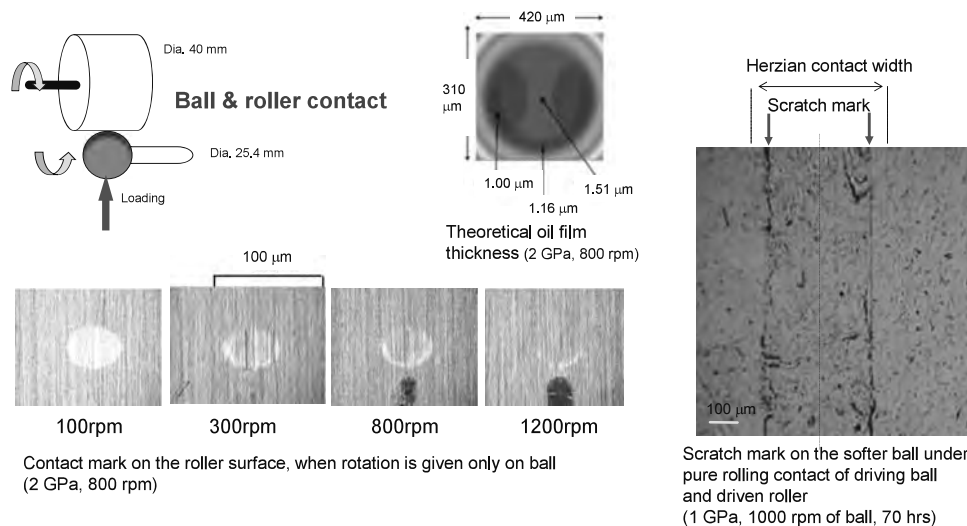 Dia. 40 mm
Ball & roller contact
Dia. 25.4 mm
Loading
420 μm
310
μm
1.00 μm
1.51 μm
1.16 μm
Theoretical oil film
thickness (2 GPa, 800 rpm)
100 μm
100rpm
300rpm
800rpm
1200rpm
Contact mark on the roller surface, when rotation is given only on ball
(2 GPa, 800 rpm)
Herzian contact width
Scratch mark
100 μm
Scratch mark on the softer ball under
pure rolling contact of driving ball
and driven roller
(1 GPa, 1000 rpm of ball, 70 hrs)